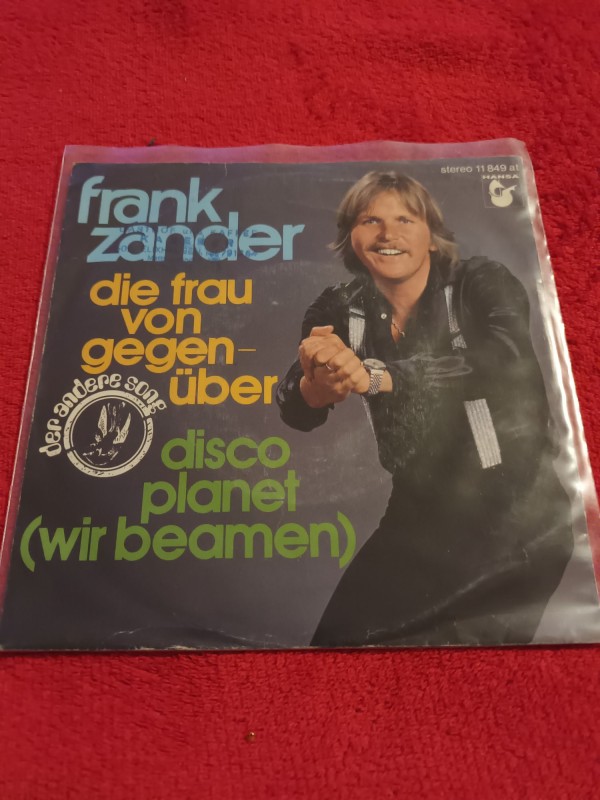 stereo 11 849 at
HANSA
frank
zander
die frau
von
gegen-
über
der andere song
disco
planet
(wir beamen)